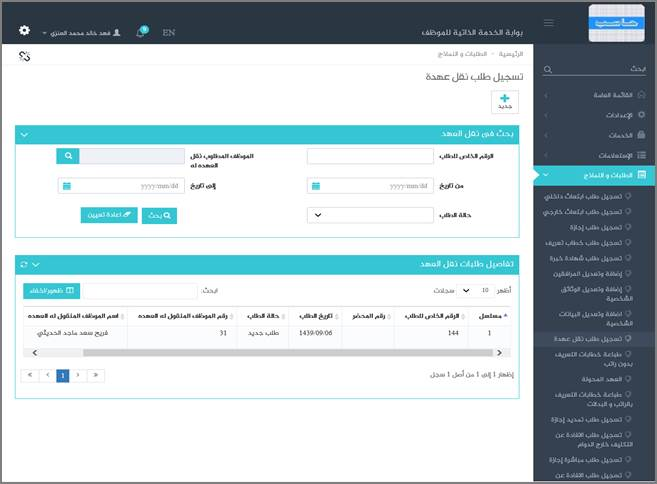 حاسب
بوابة الخدمة الذاتية للموظف
EN
9
فهد خالد محمد العنزي
ابحث
القائمة العامة
الإعدادات
الخدمات
الإستعلامات
الطلبات و النماذج
تسجيل طلب ابتعاث داخلي
تسجيل طلب ابتعاث خارجي
تسجيل طلب إجازة
تسجيل طلب خطاب تعريف
تسجيل طلب شهادة خبرة
إضافة وتعديل المرافقين
إضافة وتعديل الوثائق
الشخصية
اضافة وتعديل البيانات
الشخصية
تسجيل طلب نقل عهدة
طباعة خطابات التعريف
بدون راتب
العهد المحولة
طباعة خطابات التعريف
بالراتب و البدلات
تسجيل طلب تمديد إجازة
تسجيل طلب الافادة عن
التكليف خارج الدوام
تسجيل طلب مباشرة إجازة
تسجيل طلب الافادة عن
الرئيسية - الطلبات و النماذج
تسجيل طلب نقل عهدة
جديد
بحث في نقل العهد
الرقم الخاص للطلب
الموظف المطلوب نقل
العهده له
من تاريخ
yyyy/mm/dd
إلى تاريخ
yyyy/mm/dd
حالة الطلب
بحث
اعادة تعيين
تفاصيل طلبات نقل العهد
أظهر 10 سجلات
ابحث:
ظهور/اخفاء
مسلسل الرقم الخاص للطلب رقم المحضر تاريخ الطلب حالة الطلب رقم الموظف المنقول له العهده اسم الموظف المنقول له العهده
1 144 1439/09/06 طلب جديد 31 فريح سعد ماجد الحديثي
إظهار 1 إلى 1 من أصل 1 سجل
« ‹ 1 › »